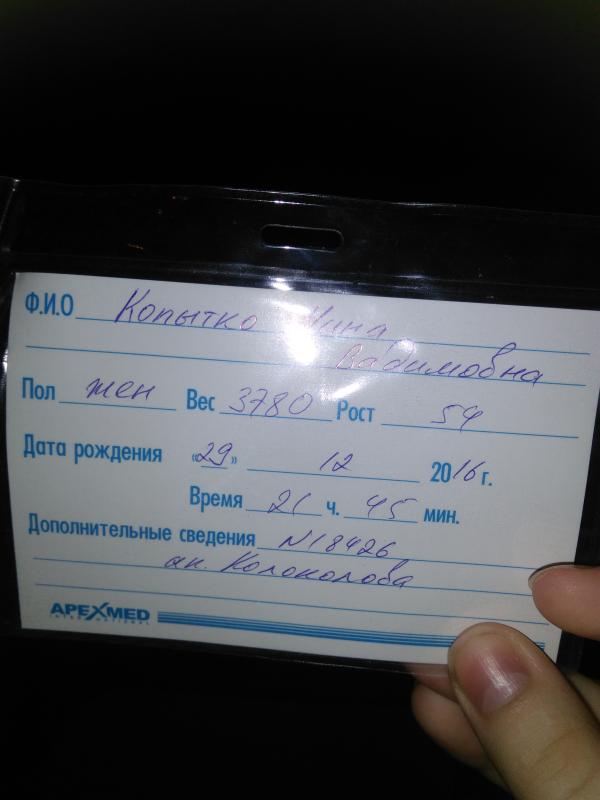 Ф.И.О Копытко Нина
Вадимовна
Пол жен Вес 3780 Рост 54
Дата рождения «29» 12 2016 г.
Время 21 ч. 45 мин.
Дополнительные сведения N18426
ак. Колоколова
APEXMED
INTERNATIONAL